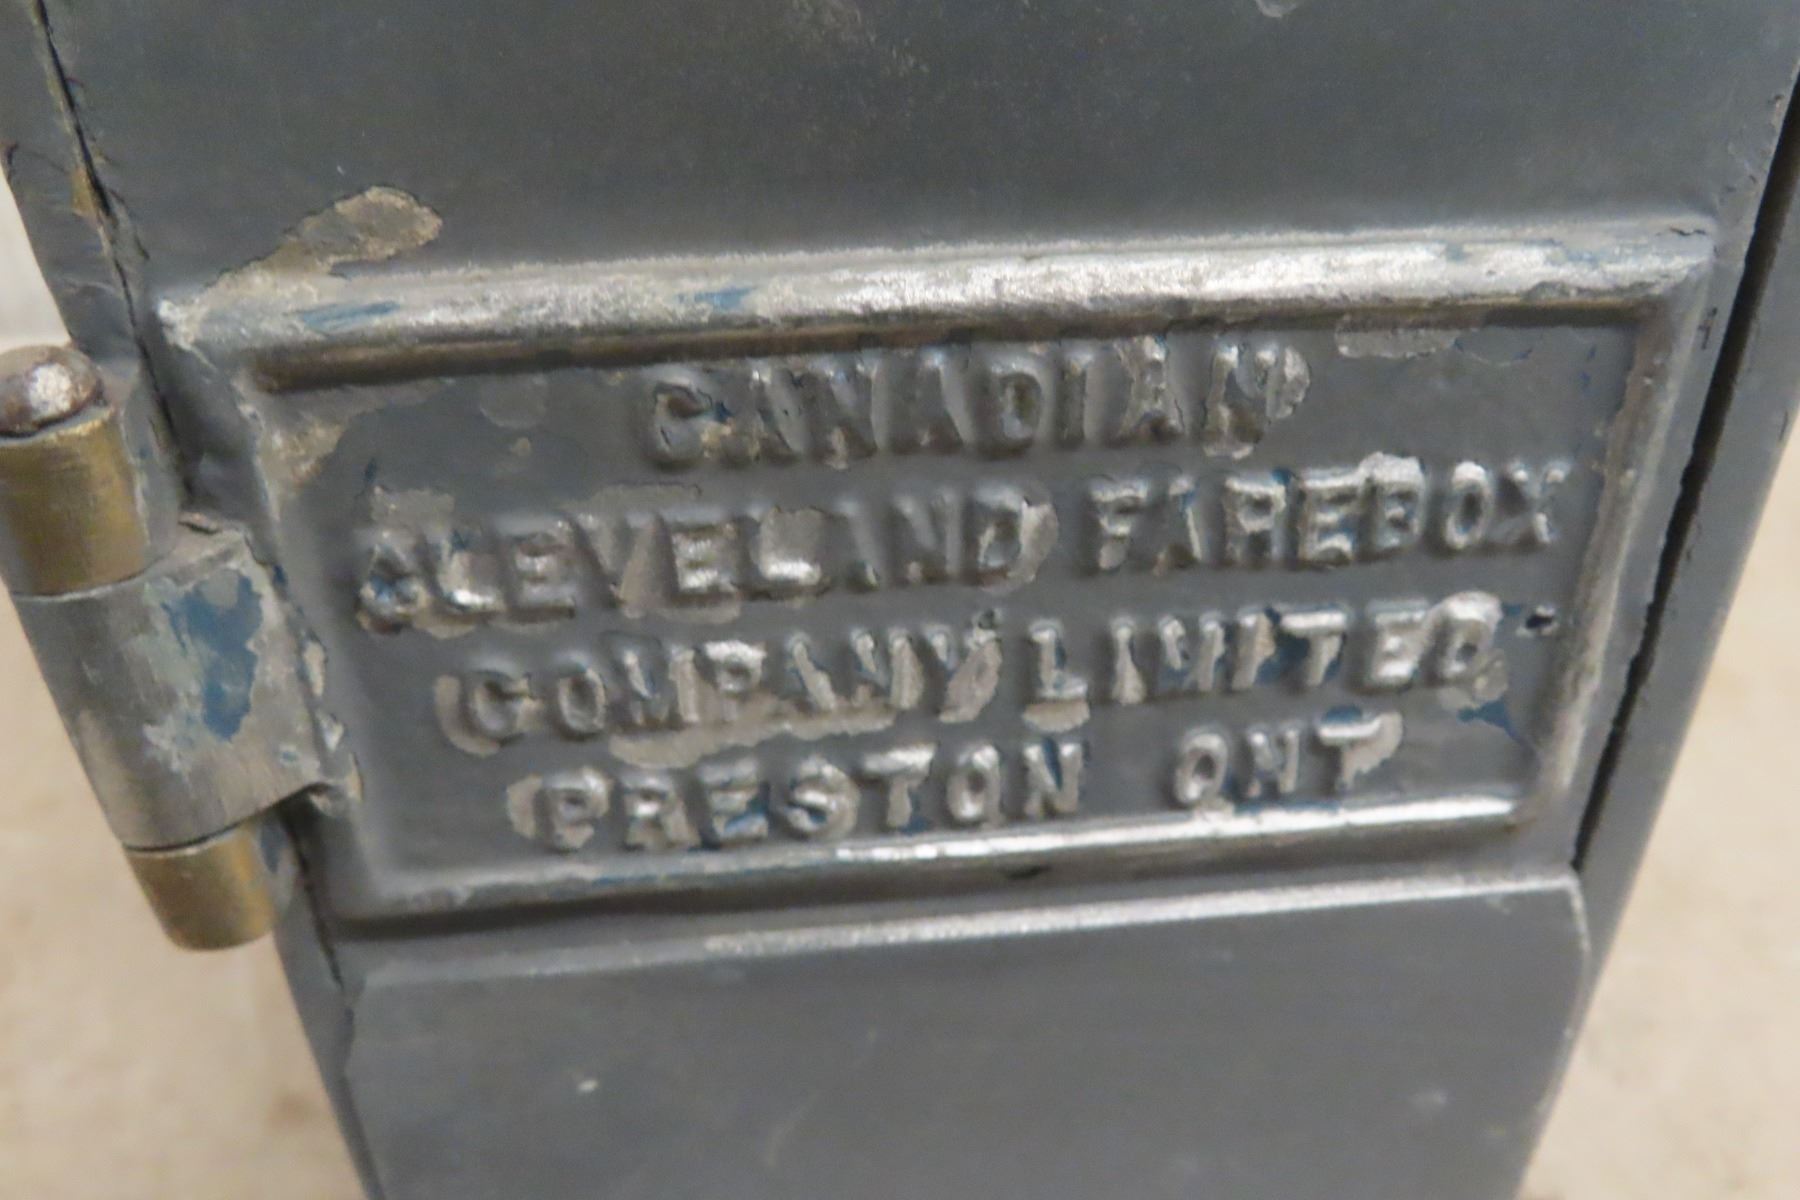 CANADIAN
CLEVELAND FAREBOX
COMPANY LIMITED
PRESTON ONT